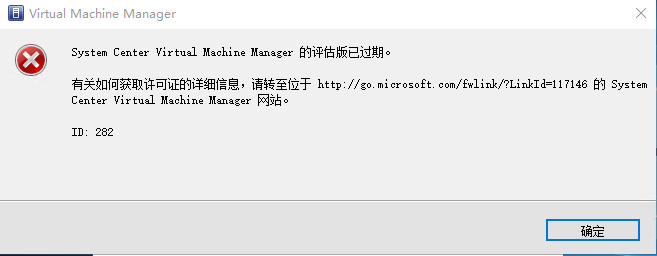 Virtual Machine Manager
System Center Virtual Machine Manager 的评估版已过期。
有关如何获取许可证的详细信息，请转至位于 http://go.microsoft.com/fwlink/?LinkId=117146 的 System
Center Virtual Machine Manager 网站。
ID: 282
确定